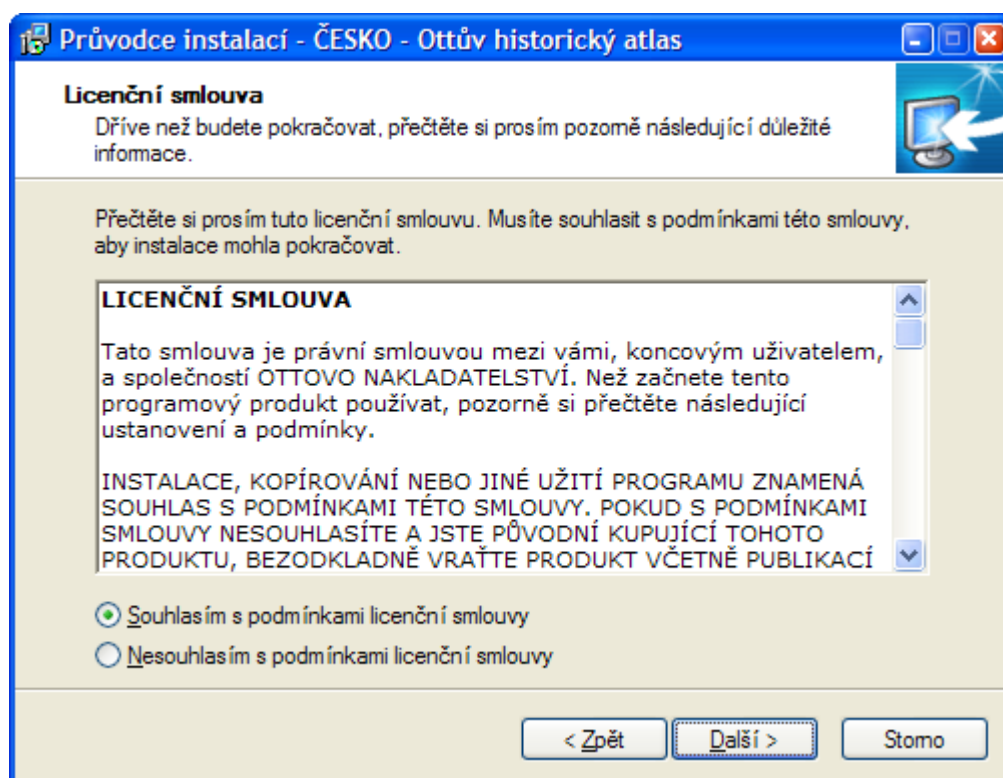 Průvodce instalací - ČESKO - Ottův historický atlas
Licenční smlouva
Dříve než budete pokračovat, přečtěte si prosím pozorně následující důležité
informace.
Přečtěte si prosím tuto licenční smlouvu. Musíte souhlasit s podmínkami této smlouvy,
aby instalace mohla pokračovat.
LICENČNÍ SMLOUVA
Tato smlouva je právní smlouvou mezi vámi, koncovým uživatelem,
a společností OTTOVO NAKLADATELSTVÍ. Než začnete tento
programový produkt používat, pozorně si přečtěte následující
ustanovení a podmínky.
INSTALACE, KOPÍROVÁNÍ NEBO JINÉ UŽITÍ PROGRAMU ZNAMENÁ
SOUHLAS S PODMÍNKAMI TÉTO SMLOUVY. POKUD S PODMÍNKAMI
SMLOUVY NESOUHLASÍTE A JSTE PŮVODNÍ KUPUJÍCÍ TOHOTO
PRODUKTU, BEZODKLADNĚ VRAŤTE PRODUKT VČETNĚ PUBLIKACÍ
Souhlasím s podmínkami licenční smlouvy
Nesouhlasím s podmínkami licenční smlouvy
< Zpět
Další >
Storno